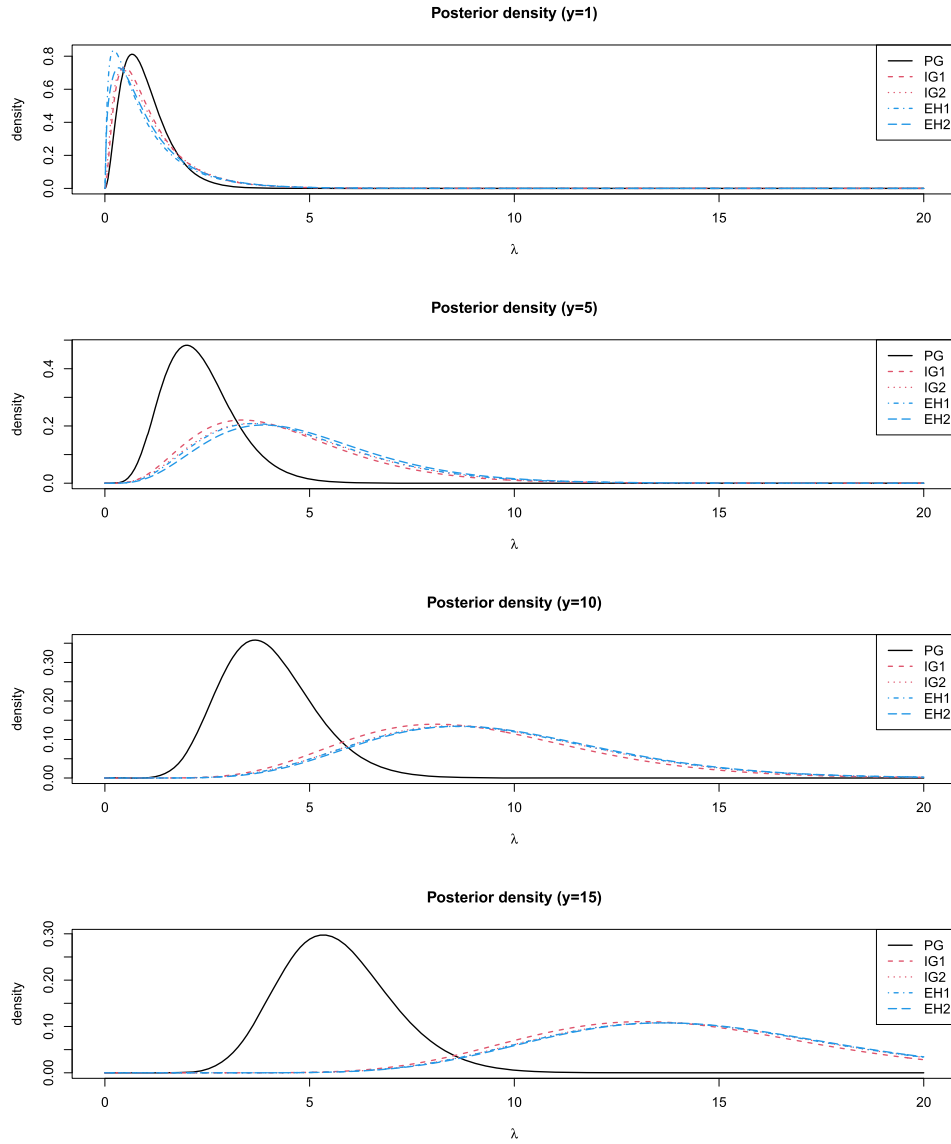 Posterior density (y=1)
density
0.0 0.2 0.4 0.6 0.8
PG
IG1
IG2
EH1
EH2
0 5 10 15 20
λ
Posterior density (y=5)
density
0.0 0.2 0.4
PG
IG1
IG2
EH1
EH2
0 5 10 15 20
λ
Posterior density (y=10)
density
0.00 0.10 0.20 0.30
PG
IG1
IG2
EH1
EH2
0 5 10 15 20
λ
Posterior density (y=15)
density
0.00 0.10 0.20 0.30
PG
IG1
IG2
EH1
EH2
0 5 10 15 20
λ